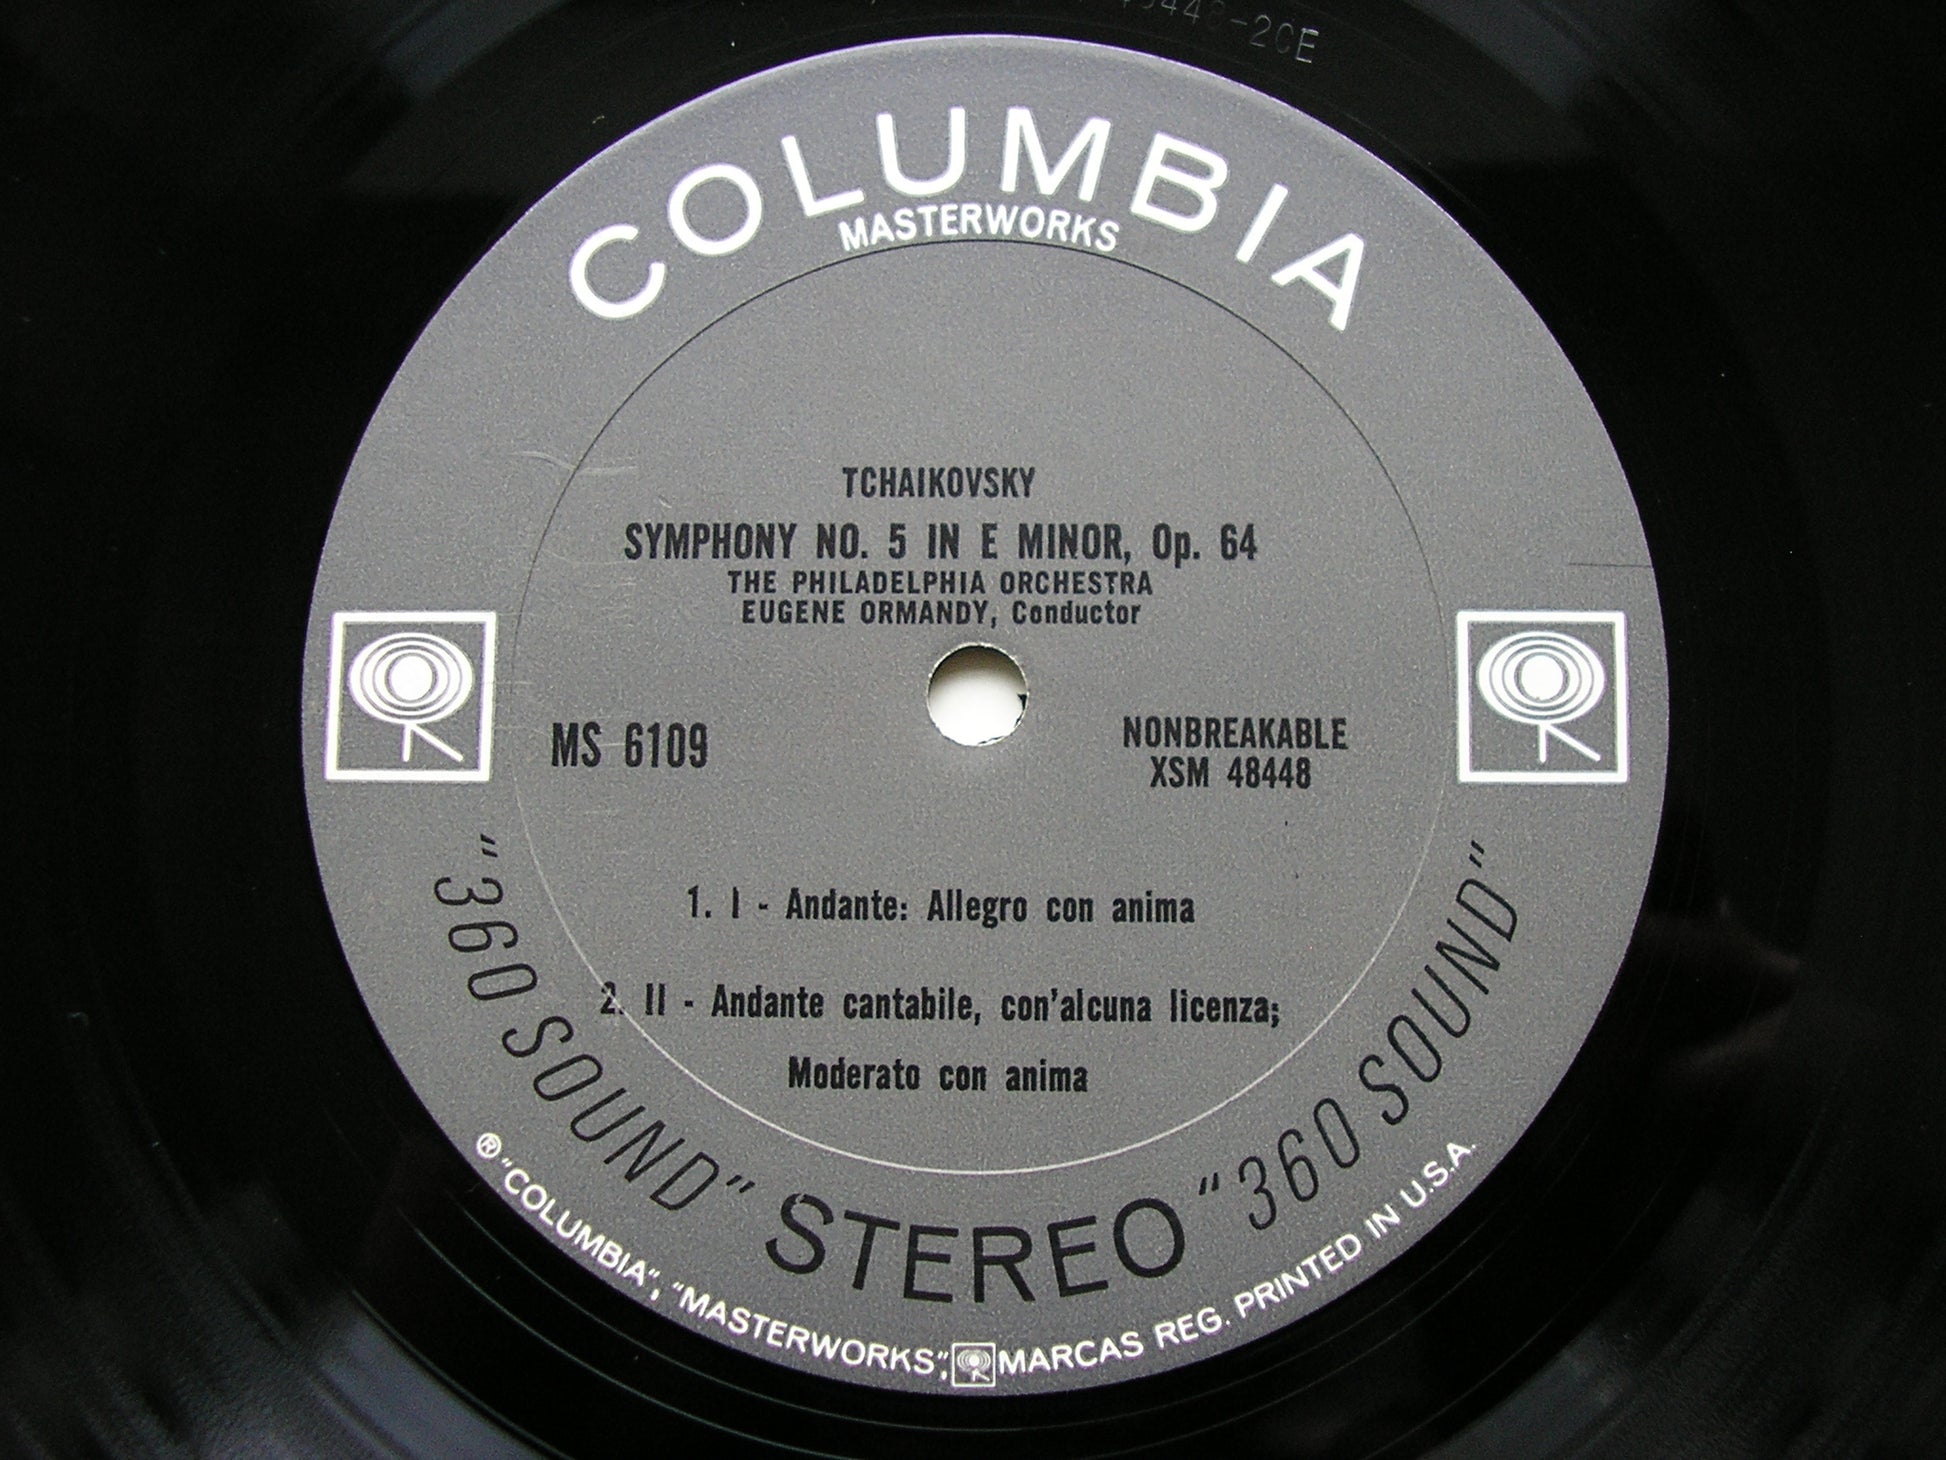 48448-2CE
COLUMBIA
MASTERWORKS
TCHAIKOVSKY
SYMPHONY NO. 5 IN E MINOR, Op. 64
THE PHILADELPHIA ORCHESTRA
EUGENE ORMANDY, Conductor
MS 6109
NONBREAKABLE
XSM 48448
1. I - Andante: Allegro con anima
2. II - Andante cantabile, con'alcuna licenza;
Moderato con anima
"360 SOUND" STEREO "360 SOUND"
® "COLUMBIA", "MASTERWORKS", MARCAS REG. PRINTED IN U.S.A.